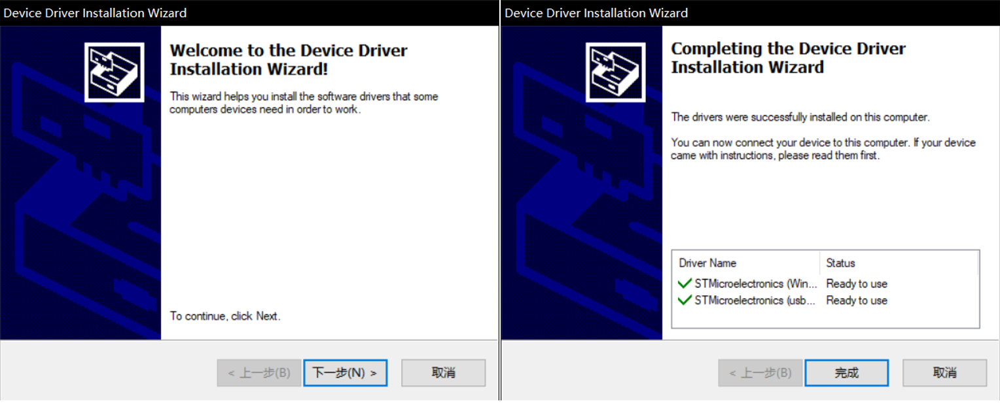 Device Driver Installation Wizard
Welcome to the Device Driver
Installation Wizard!
This wizard helps you install the software drivers that some
computers devices need in order to work.
To continue, click Next.
< 上一步(B)
下一步(N) >
取消
Device Driver Installation Wizard
Completing the Device Driver
Installation Wizard
The drivers were successfully installed on this computer.
You can now connect your device to this computer. If your device
came with instructions, please read them first.
Driver Name Status
STMicroelectronics (Win... Ready to use
STMicroelectronics (usb... Ready to use
< 上一步(B)
完成
取消